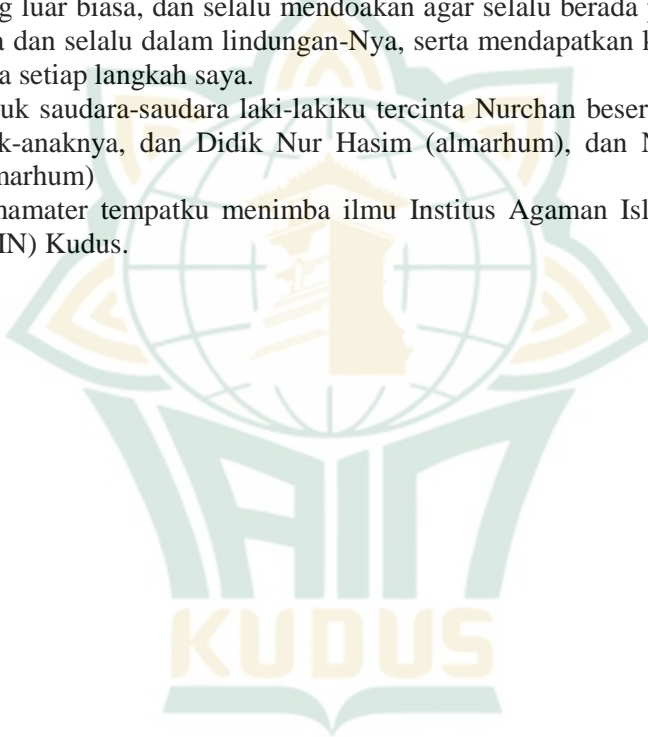 g luar biasa, dan selalu mendoakan agar selalu berada p
a dan selalu dalam lindungan-Nya, serta mendapatkan k
a setiap langkah saya.
uk saudara-saudara laki-lakiku tercinta Nurchan beser
k-anaknya, dan Didik Nur Hasim (almarhum), dan N
marhum)
namater tempatku menimba ilmu Institus Agaman Isl
IN) Kudus.
IAIN
KUDUS